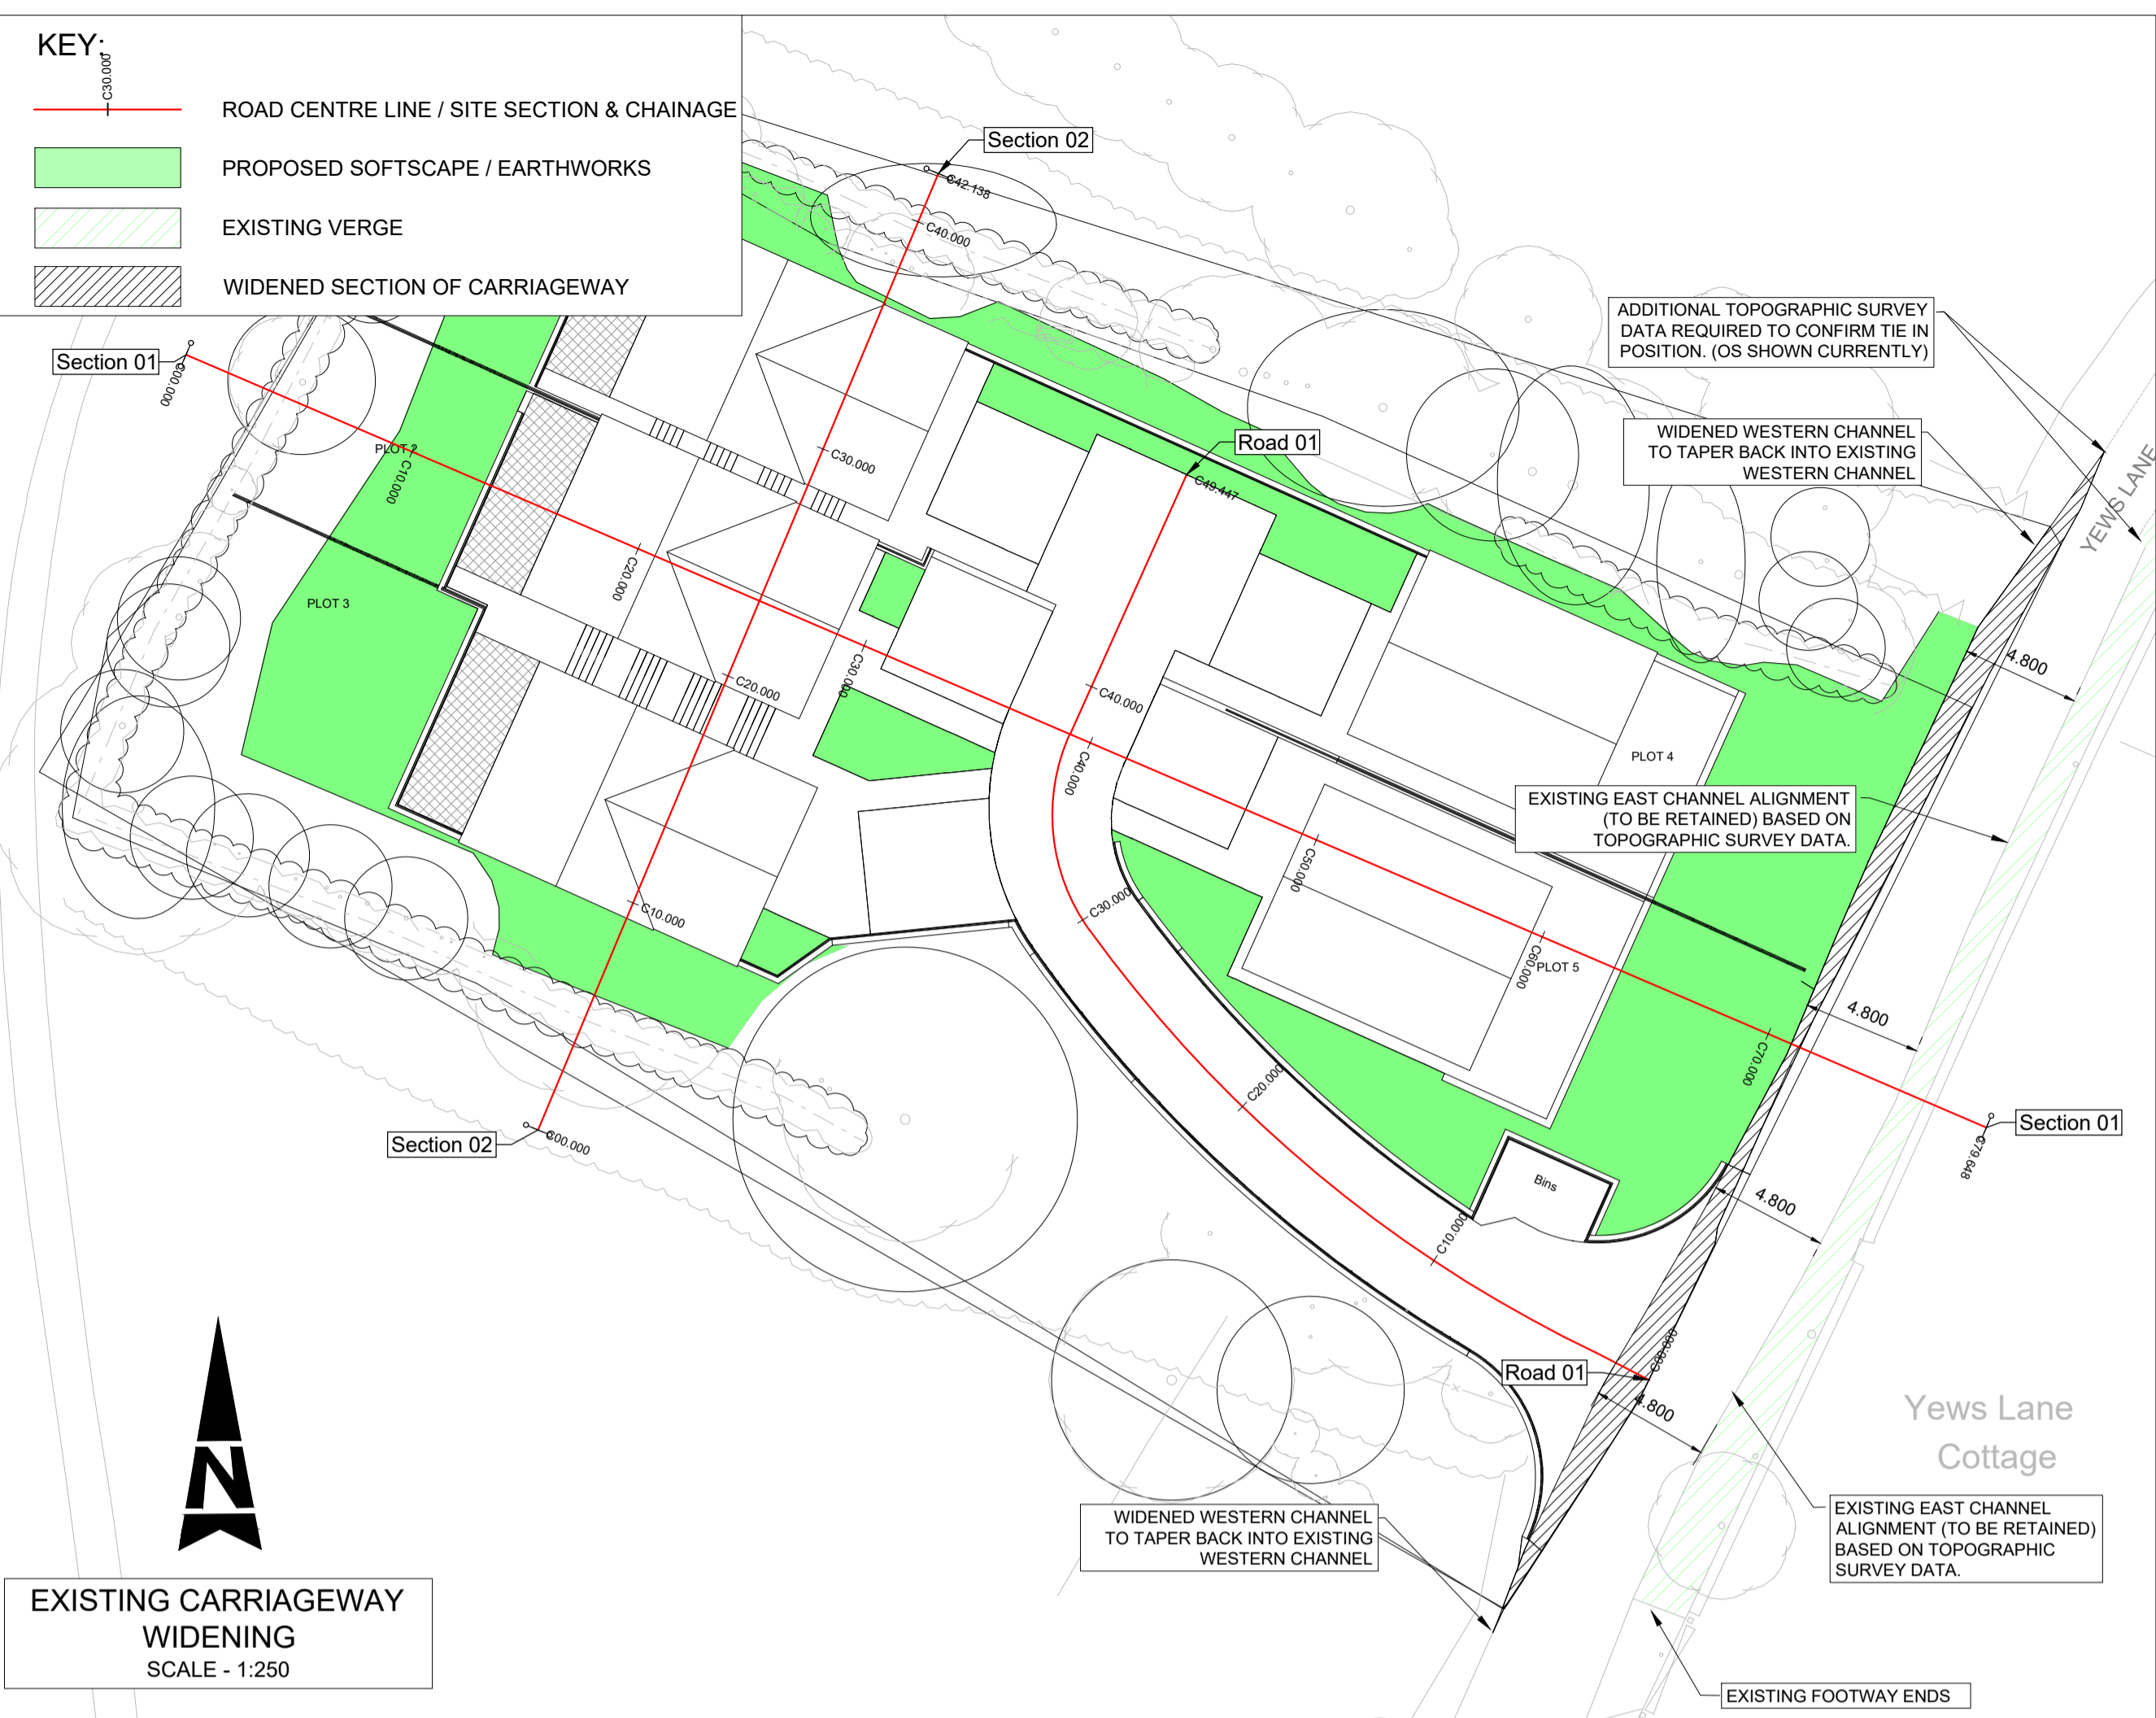 KEY:
C30.000
ROAD CENTRE LINE / SITE SECTION & CHAINAGE
PROPOSED SOFTSCAPE / EARTHWORKS
EXISTING VERGE
WIDENED SECTION OF CARRIAGEWAY
Section 02
C42.138
C40.000
ADDITIONAL TOPOGRAPHIC SURVEY
DATA REQUIRED TO CONFIRM TIE IN
POSITION. (OS SHOWN CURRENTLY)
Section 01
C00.000
WIDENED WESTERN CHANNEL
TO TAPER BACK INTO EXISTING
WESTERN CHANNEL
YEWS LANE
Road 01
C49.447
PLOT 2
C10.000
C30.000
C20.000
PLOT 3
C30.000
C20.000
C40.000
4.800
C40.000
PLOT 4
EXISTING EAST CHANNEL ALIGNMENT
(TO BE RETAINED) BASED ON
TOPOGRAPHIC SURVEY DATA.
C50.000
C30.000
C10.000
C60.000
PLOT 5
4.800
C70.000
C20.000
Section 01
C79.648
Section 02
C00.000
Bins
4.800
C10.000
C00.000
Road 01
4.800
Yews Lane
Cottage
WIDENED WESTERN CHANNEL
TO TAPER BACK INTO EXISTING
WESTERN CHANNEL
EXISTING EAST CHANNEL
ALIGNMENT (TO BE RETAINED)
BASED ON TOPOGRAPHIC
SURVEY DATA.
N
EXISTING CARRIAGEWAY
WIDENING
SCALE - 1:250
EXISTING FOOTWAY ENDS